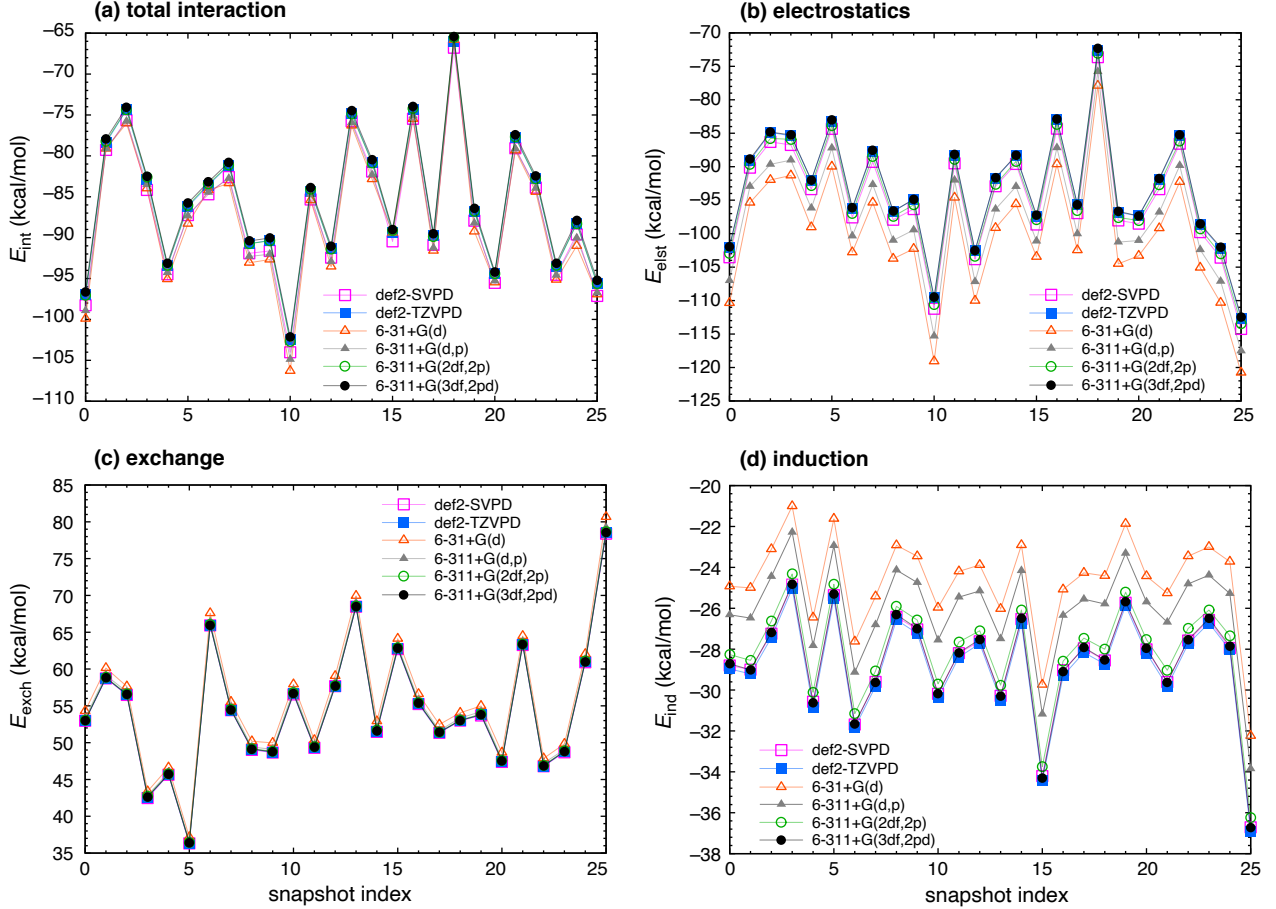 (a) total interaction
−65
−70
−75
−80
−85
−90
−95
−100
−105
−110
E_int (kcal/mol)
def2-SVPD
def2-TZVPD
6-31+G(d)
6-311+G(d,p)
6-311+G(2df,2p)
6-311+G(3df,2pd)
0 5 10 15 20 25
(b) electrostatics
−70
−75
−80
−85
−90
−95
−100
−105
−110
−115
−120
−125
E_elst (kcal/mol)
def2-SVPD
def2-TZVPD
6-31+G(d)
6-311+G(d,p)
6-311+G(2df,2p)
6-311+G(3df,2pd)
0 5 10 15 20 25
(c) exchange
85
80
75
70
65
60
55
50
45
40
35
E_exch (kcal/mol)
def2-SVPD
def2-TZVPD
6-31+G(d)
6-311+G(d,p)
6-311+G(2df,2p)
6-311+G(3df,2pd)
0 5 10 15 20 25
snapshot index
(d) induction
−20
−22
−24
−26
−28
−30
−32
−34
−36
−38
E_ind (kcal/mol)
def2-SVPD
def2-TZVPD
6-31+G(d)
6-311+G(d,p)
6-311+G(2df,2p)
6-311+G(3df,2pd)
0 5 10 15 20 25
snapshot index